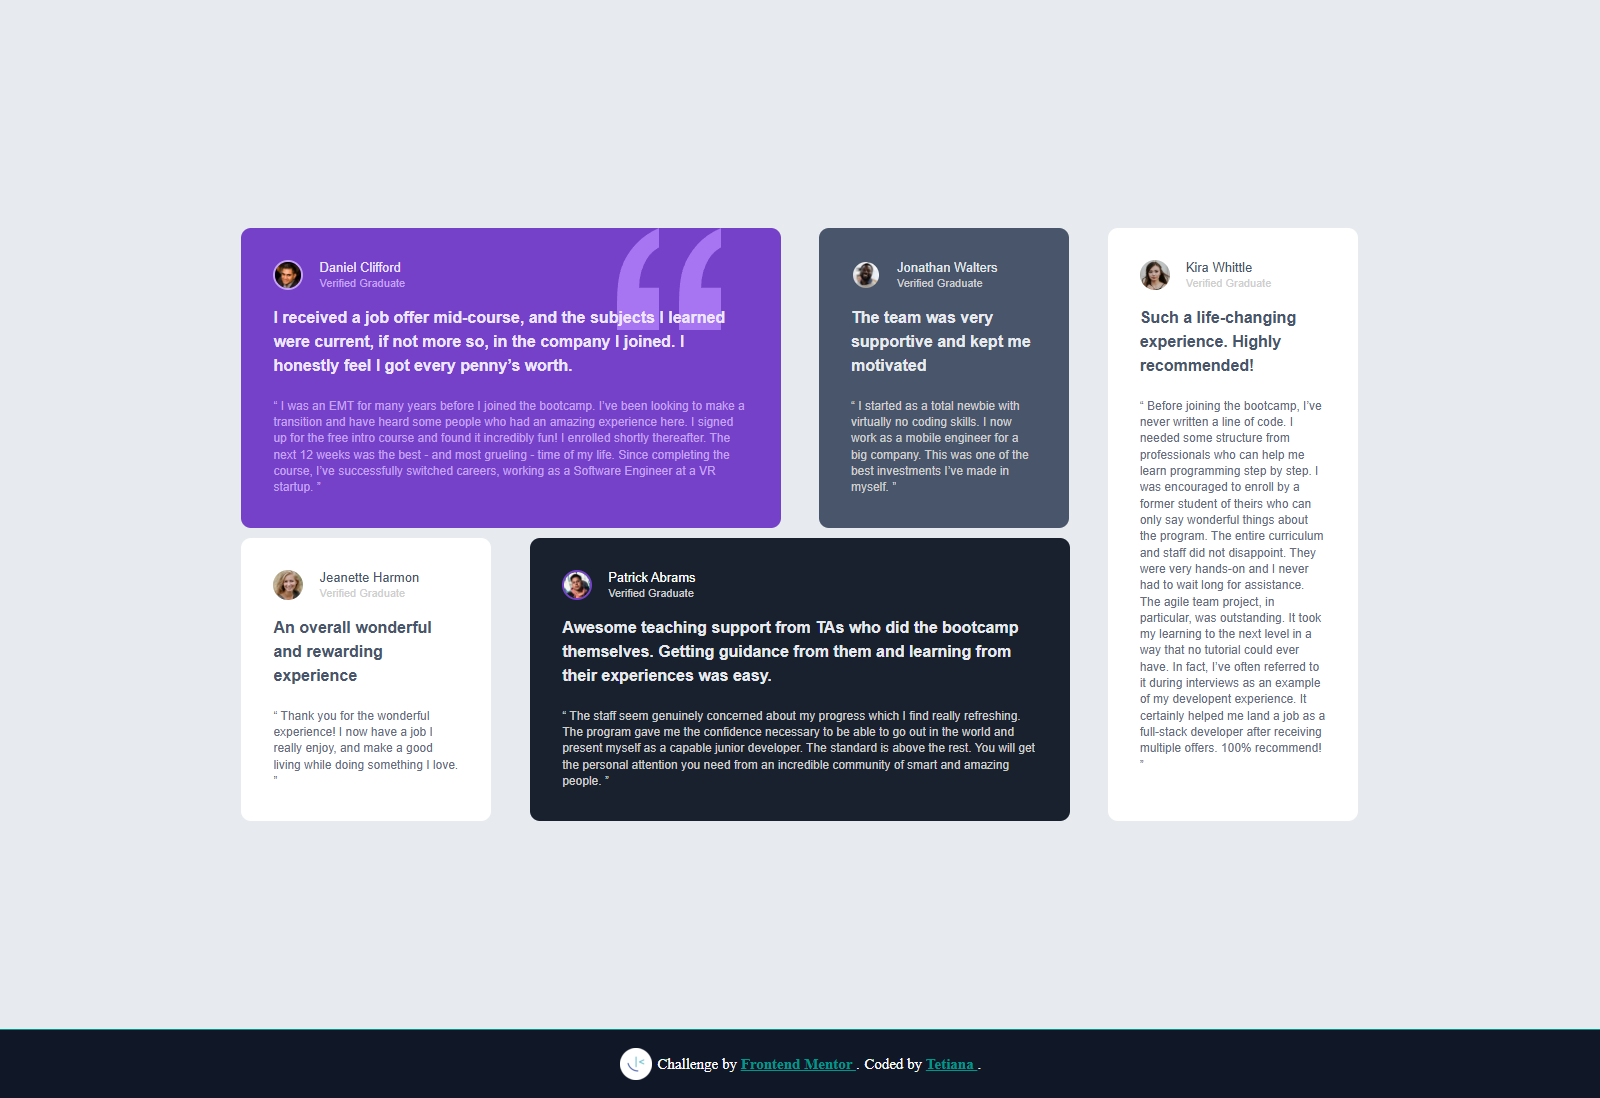 Daniel Clifford
Verified Graduate
I received a job offer mid-course, and the subjects I learned
were current, if not more so, in the company I joined. I
honestly feel I got every penny’s worth.
“ I was an EMT for many years before I joined the bootcamp. I’ve been looking to make a
transition and have heard some people who had an amazing experience here. I signed
up for the free intro course and found it incredibly fun! I enrolled shortly thereafter. The
next 12 weeks was the best - and most grueling - time of my life. Since completing the
course, I’ve successfully switched careers, working as a Software Engineer at a VR
startup. ”
Jonathan Walters
Verified Graduate
The team was very
supportive and kept me
motivated
“ I started as a total newbie with
virtually no coding skills. I now
work as a mobile engineer for a
big company. This was one of the
best investments I’ve made in
myself. ”
Kira Whittle
Verified Graduate
Such a life-changing
experience. Highly
recommended!
“ Before joining the bootcamp, I’ve
never written a line of code. I
needed some structure from
professionals who can help me
learn programming step by step. I
was encouraged to enroll by a
former student of theirs who can
only say wonderful things about
the program. The entire curriculum
and staff did not disappoint. They
were very hands-on and I never
had to wait long for assistance.
The agile team project, in
particular, was outstanding. It took
my learning to the next level in a
way that no tutorial could ever
have. In fact, I’ve often referred to
it during interviews as an example
of my developent experience. It
certainly helped me land a job as a
full-stack developer after receiving
multiple offers. 100% recommend!
”
Jeanette Harmon
Verified Graduate
An overall wonderful
and rewarding
experience
“ Thank you for the wonderful
experience! I now have a job I
really enjoy, and make a good
living while doing something I love.
”
Patrick Abrams
Verified Graduate
Awesome teaching support from TAs who did the bootcamp
themselves. Getting guidance from them and learning from
their experiences was easy.
“ The staff seem genuinely concerned about my progress which I find really refreshing.
The program gave me the confidence necessary to be able to go out in the world and
present myself as a capable junior developer. The standard is above the rest. You will get
the personal attention you need from an incredible community of smart and amazing
people. ”
Challenge by Frontend Mentor . Coded by Tetiana .